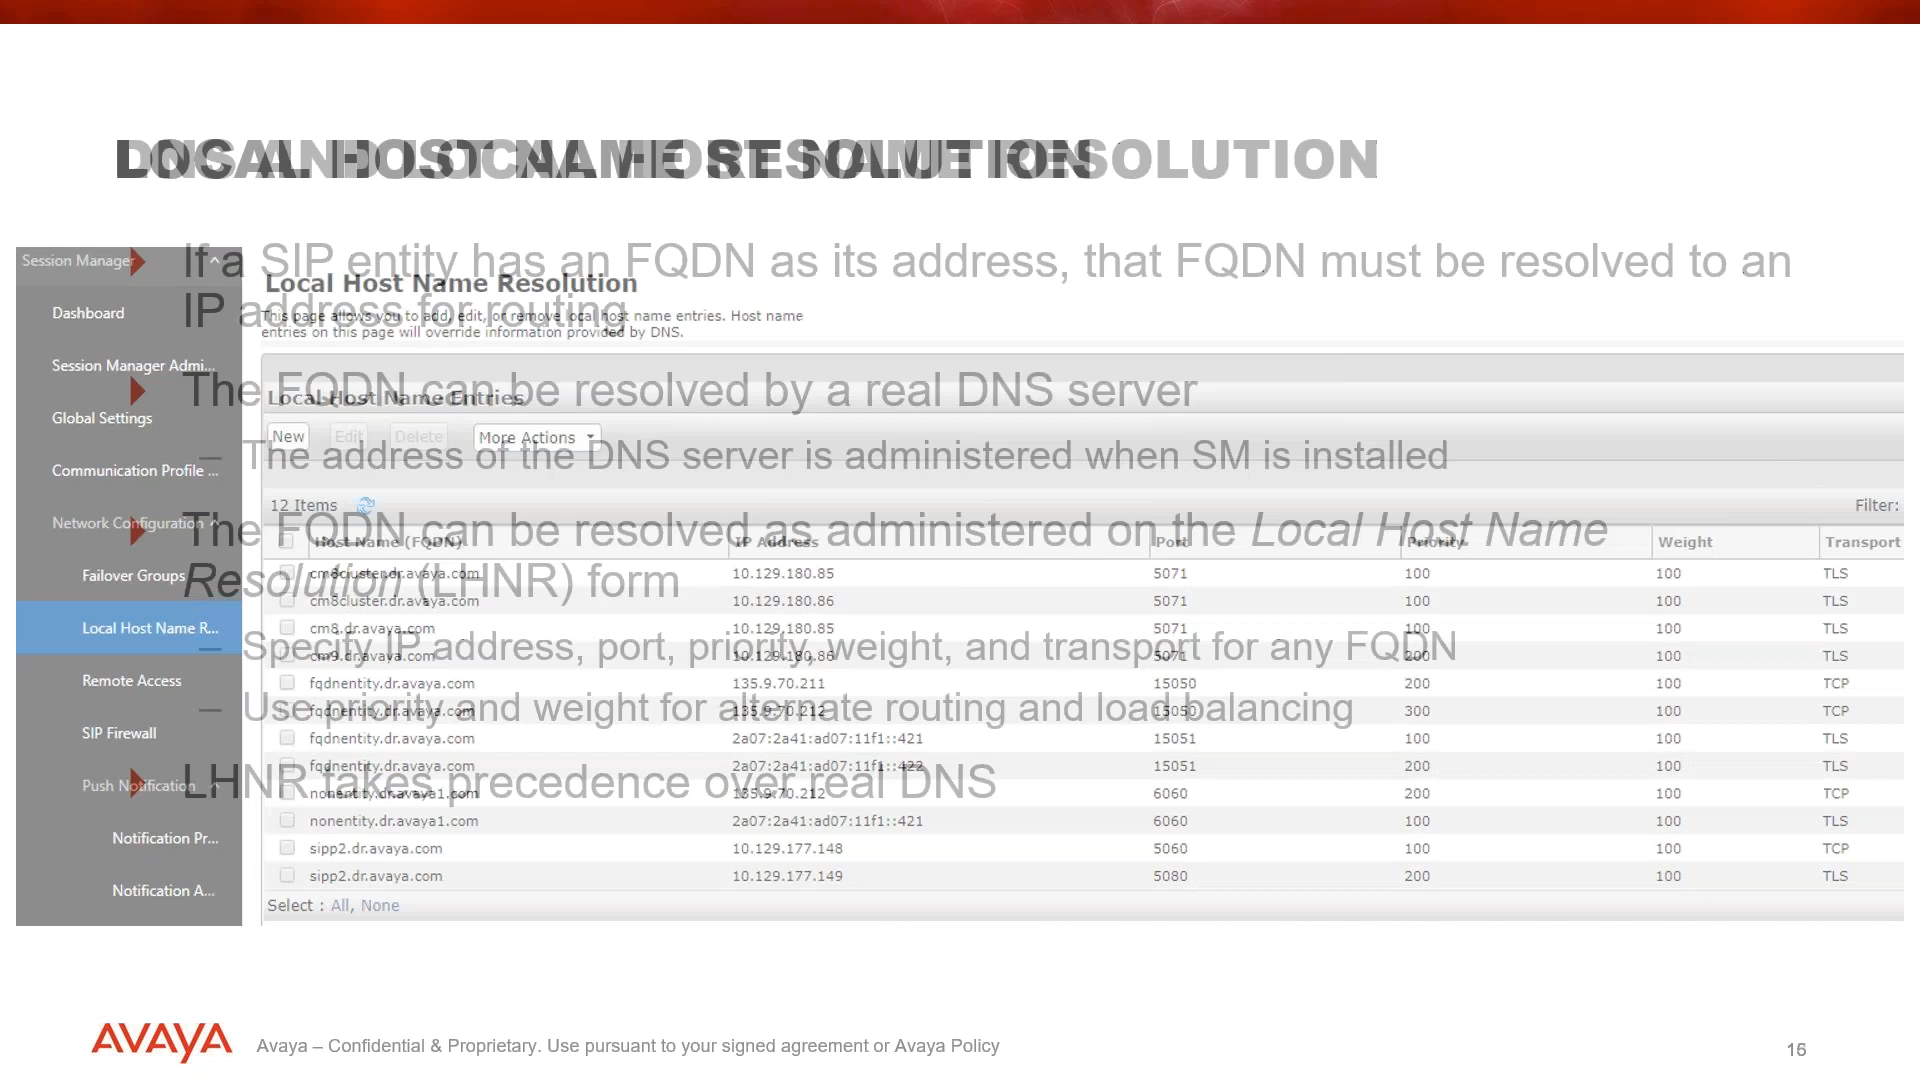 LOCAL HOST NAME RESOLUTION
DNS AND LOCAL HOST NAME RESOLUTION
If a SIP entity has an FQDN as its address, that FQDN must be resolved to an
IP address for routing
The FQDN can be resolved by a real DNS server
– The address of the DNS server is administered when SM is installed
The FQDN can be resolved as administered on the Local Host Name
Resolution (LHNR) form
– Specify IP address, port, priority, weight, and transport for any FQDN
– Use priority and weight for alternate routing and load balancing
LHNR takes precedence over real DNS
Session Manager
Dashboard
Session Manager Admi...
Global Settings
Communication Profile ...
Network Configuration
Failover Groups
Local Host Name R...
Remote Access
SIP Firewall
Push Notification
Notification Pr...
Notification A...
Local Host Name Resolution
This page allows you to add, edit, or remove local host name entries. Host name
entries on this page will override information provided by DNS.
Local Host Name Entries
New Edit Delete More Actions
12 Items Filter:
Host Name (FQDN) IP Address Port Priority Weight Transport
cm8cluster.dr.avaya.com 10.129.180.85 5071 100 100 TLS
cm8cluster.dr.avaya.com 10.129.180.86 5071 100 100 TLS
cm8.dr.avaya.com 10.129.180.85 5071 100 100 TLS
cm9.dr.avaya.com 10.129.180.86 5071 200 100 TLS
fqdnentity.dr.avaya.com 135.9.70.211 15050 200 100 TCP
fqdnentity.dr.avaya.com 135.9.70.212 15050 300 100 TCP
fqdnentity.dr.avaya.com 2a07:2a41:ad07:11f1::421 15051 100 100 TLS
fqdnentity.dr.avaya.com 2a07:2a41:ad07:11f1::422 15051 200 100 TLS
nonentity.dr.avaya1.com 135.9.70.212 6060 200 100 TCP
nonentity.dr.avaya1.com 2a07:2a41:ad07:11f1::421 6060 100 100 TLS
sipp2.dr.avaya.com 10.129.177.148 5060 100 100 TCP
sipp2.dr.avaya.com 10.129.177.149 5080 200 100 TLS
Select : All, None
AVAYA Avaya – Confidential & Proprietary. Use pursuant to your signed agreement or Avaya Policy